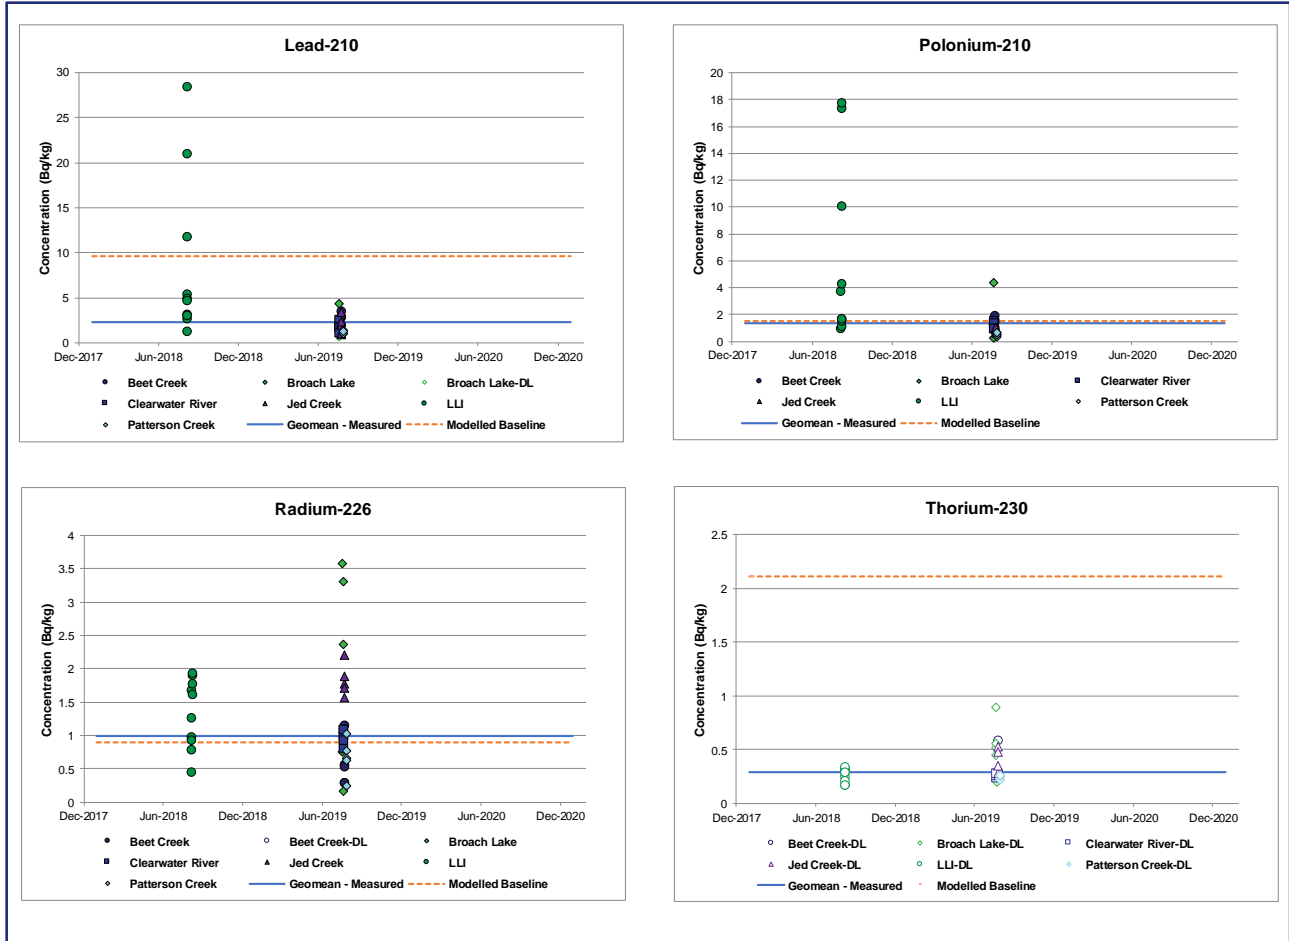 Lead-210
Concentration (Bq/kg)
30
25
20
15
10
5
0
Dec-2017 Jun-2018 Dec-2018 Jun-2019 Dec-2019 Jun-2020 Dec-2020
Beet Creek Broach Lake Broach Lake-DL
Clearwater River Jed Creek LLI
Patterson Creek
Geomean - Measured Modelled Baseline
Polonium-210
Concentration (Bq/kg)
20
18
16
14
12
10
8
6
4
2
0
Dec-2017 Jun-2018 Dec-2018 Jun-2019 Dec-2019 Jun-2020 Dec-2020
Beet Creek Broach Lake Clearwater River
Jed Creek LLI Patterson Creek
Geomean - Measured Modelled Baseline
Radium-226
Concentration (Bq/kg)
4
3.5
3
2.5
2
1.5
1
0.5
0
Dec-2017 Jun-2018 Dec-2018 Jun-2019 Dec-2019 Jun-2020 Dec-2020
Beet Creek Beet Creek-DL Broach Lake
Clearwater River Jed Creek LLI
Patterson Creek Geomean - Measured Modelled Baseline
Thorium-230
Concentration (Bq/kg)
2.5
2
1
0.5
0
Dec-2017 Jun-2018 Dec-2018 Jun-2019 Dec-2019 Jun-2020 Dec-2020
Beet Creek-DL Broach Lake-DL Clearwater River-DL
Jed Creek-DL LLI-DL Patterson Creek-DL
Geomean - Measured Modelled Baseline